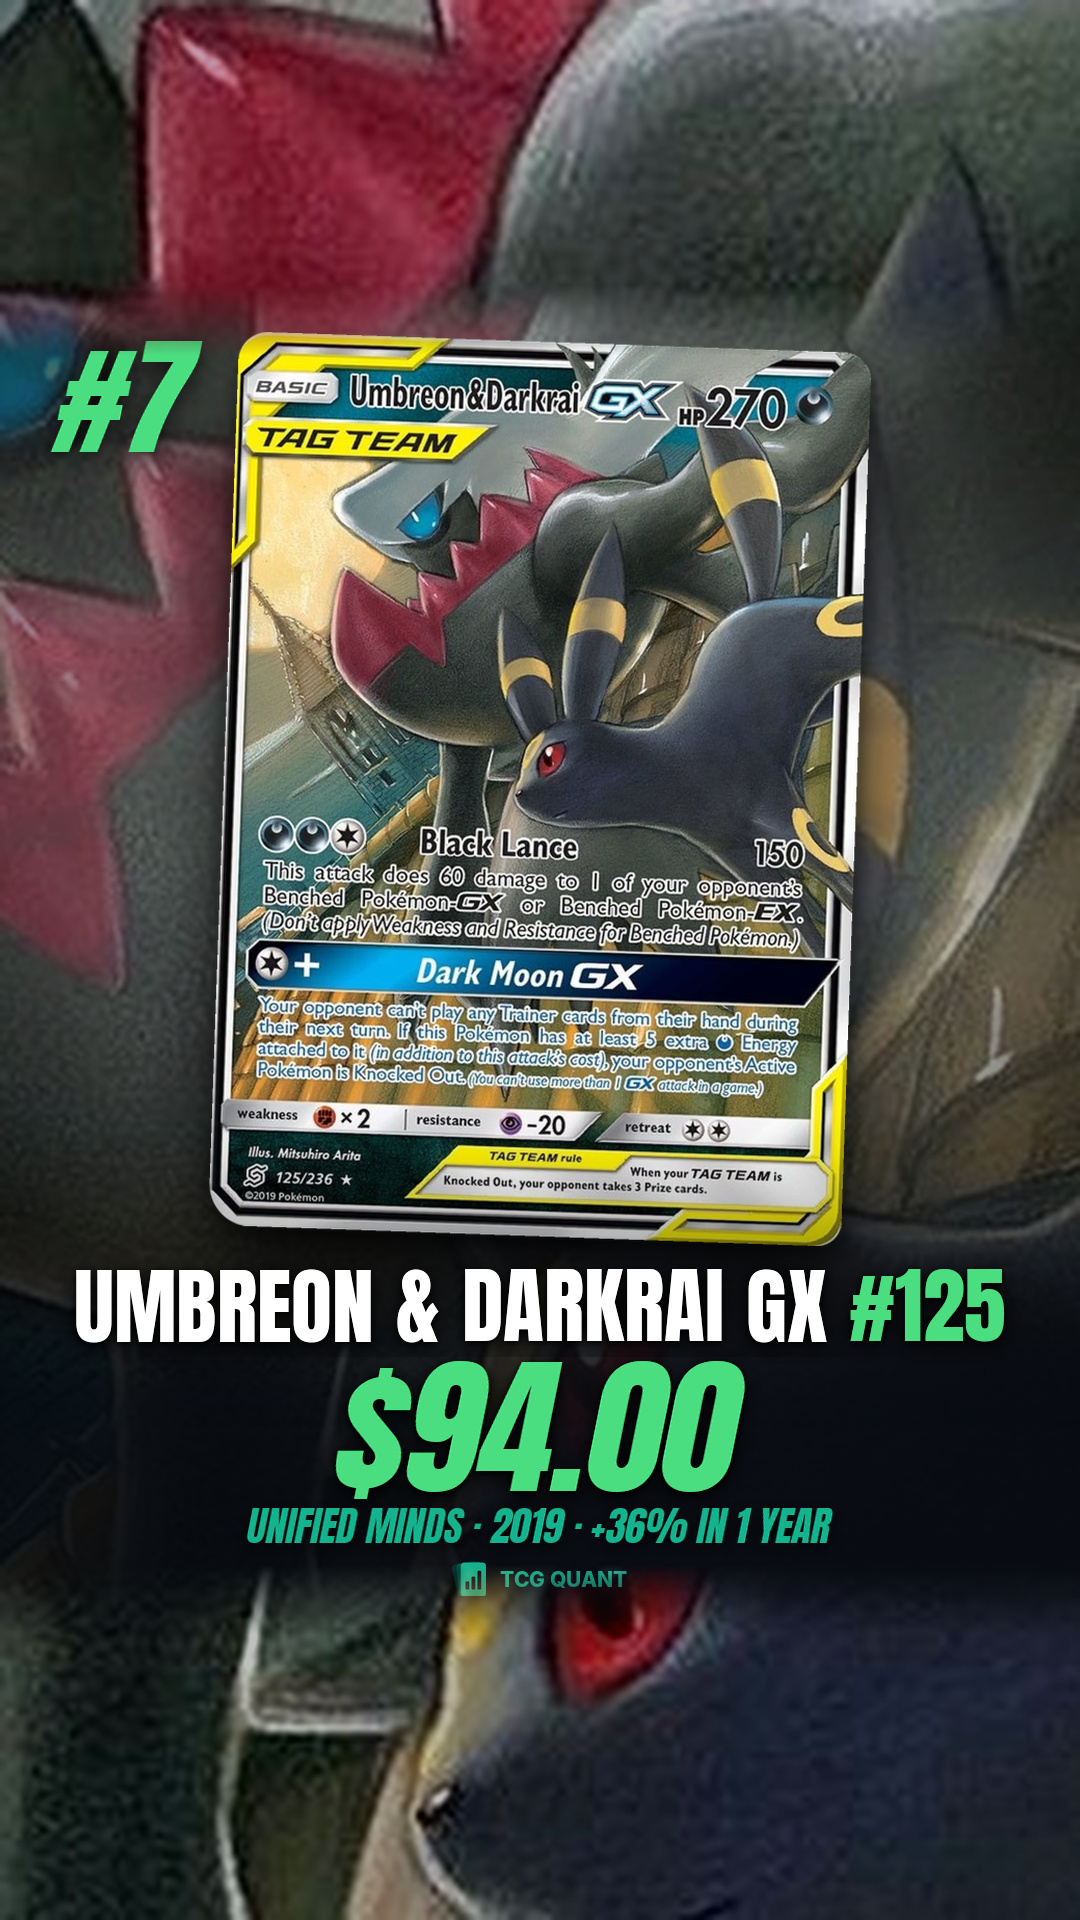 #7
BASIC Umbreon&Darkrai GX HP270
TAG TEAM
Black Lance 150
This attack does 60 damage to 1 of your opponent's
Benched Pokémon-GX or Benched Pokémon-EX.
(Don't apply Weakness and Resistance for Benched Pokémon.)
+ Dark Moon GX
Your opponent can't play any Trainer cards from their hand during
their next turn. If this Pokémon has at least 5 extra Energy
attached to it (in addition to this attack's cost), your opponent's Active
Pokémon is Knocked Out. (You can't use more than 1 GX attack in a game.)
weakness ×2 resistance -20 retreat
Illus. Mitsuhiro Arita
125/236
©2019 Pokémon
TAG TEAM rule
When your TAG TEAM is
Knocked Out, your opponent takes 3 Prize cards.
UMBREON & DARKRAI GX #125
$94.00
UNIFIED MINDS · 2019 · +36% IN 1 YEAR
TCG QUANT